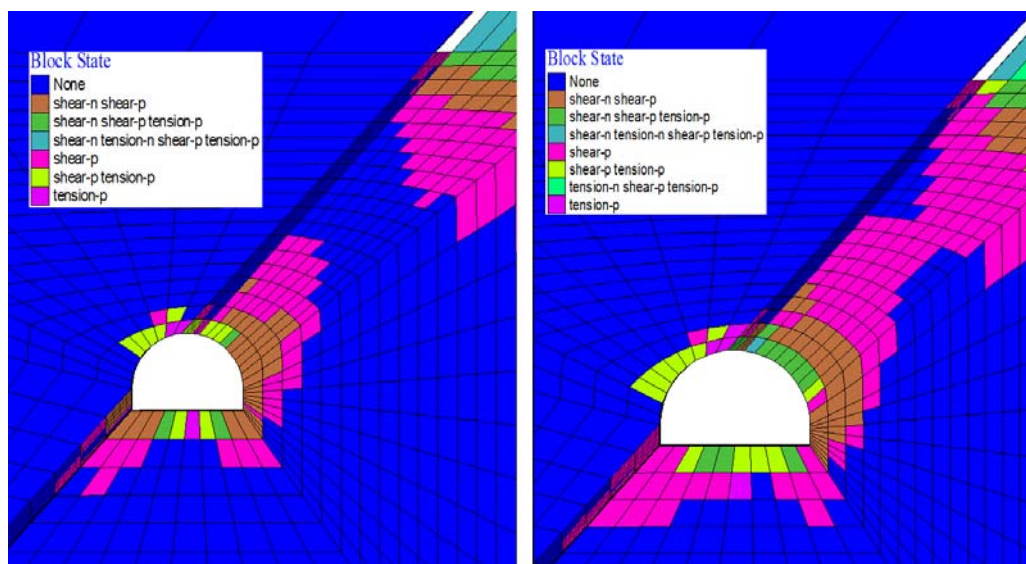 Block State
None
shear-n shear-p
shear-n shear-p tension-p
shear-n tension-n shear-p tension-p
shear-p
shear-p tension-p
tension-p
Block State
None
shear-n shear-p
shear-n shear-p tension-p
shear-n tension-n shear-p tension-p
shear-p
shear-p tension-p
tension-n shear-p tension-p
tension-p